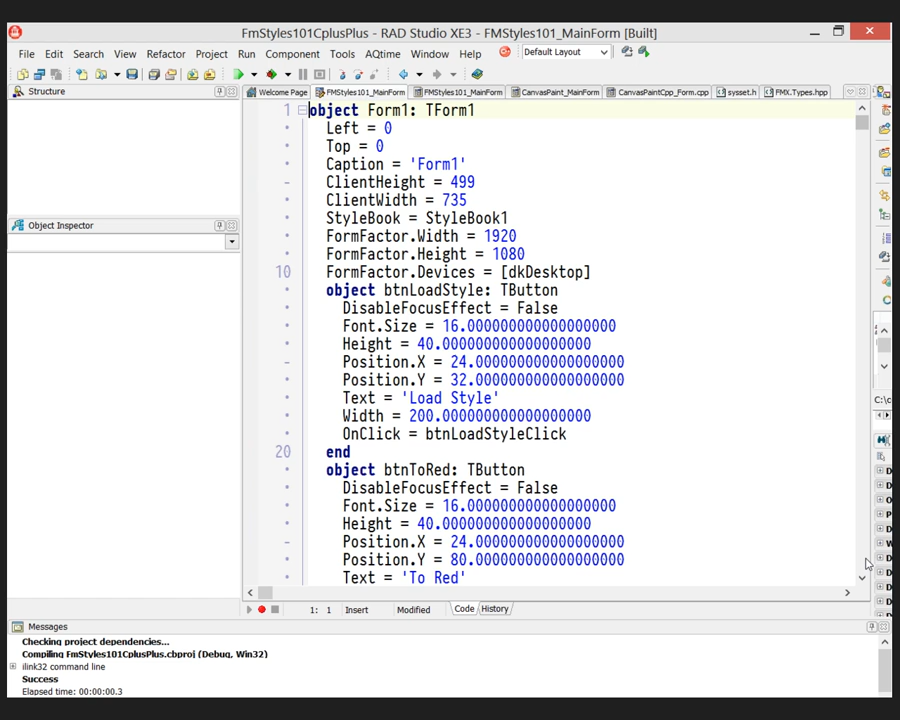 FmStyles101CplusPlus - RAD Studio XE3 - FMStyles101_MainForm [Built]
File Edit Search View Refactor Project Run Component Tools AQtime Window Help Default Layout
Structure
Welcome Page FMStyles101_MainForm FMStyles101_MainForm CanvasPaint_MainForm CanvasPaintCpp_Form.cpp sysset.h FMX.Types.hpp
1 object Form1: TForm1
Left = 0
Top = 0
Caption = 'Form1'
ClientHeight = 499
ClientWidth = 735
StyleBook = StyleBook1
FormFactor.Width = 1920
FormFactor.Height = 1080
10 FormFactor.Devices = [dkDesktop]
object btnLoadStyle: TButton
DisableFocusEffect = False
Font.Size = 16.000000000000000000
Height = 40.000000000000000000
Position.X = 24.000000000000000000
Position.Y = 32.000000000000000000
Text = 'Load Style'
Width = 200.000000000000000000
OnClick = btnLoadStyleClick
20 end
object btnToRed: TButton
DisableFocusEffect = False
Font.Size = 16.000000000000000000
Height = 40.000000000000000000
Position.X = 24.000000000000000000
Position.Y = 80.000000000000000000
Text = 'To Red'
Object Inspector
1: 1 Insert Modified Code History
Messages
Checking project dependencies...
Compiling FmStyles101CplusPlus.cbproj (Debug, Win32)
ilink32 command line
Success
Elapsed time: 00:00:00.3